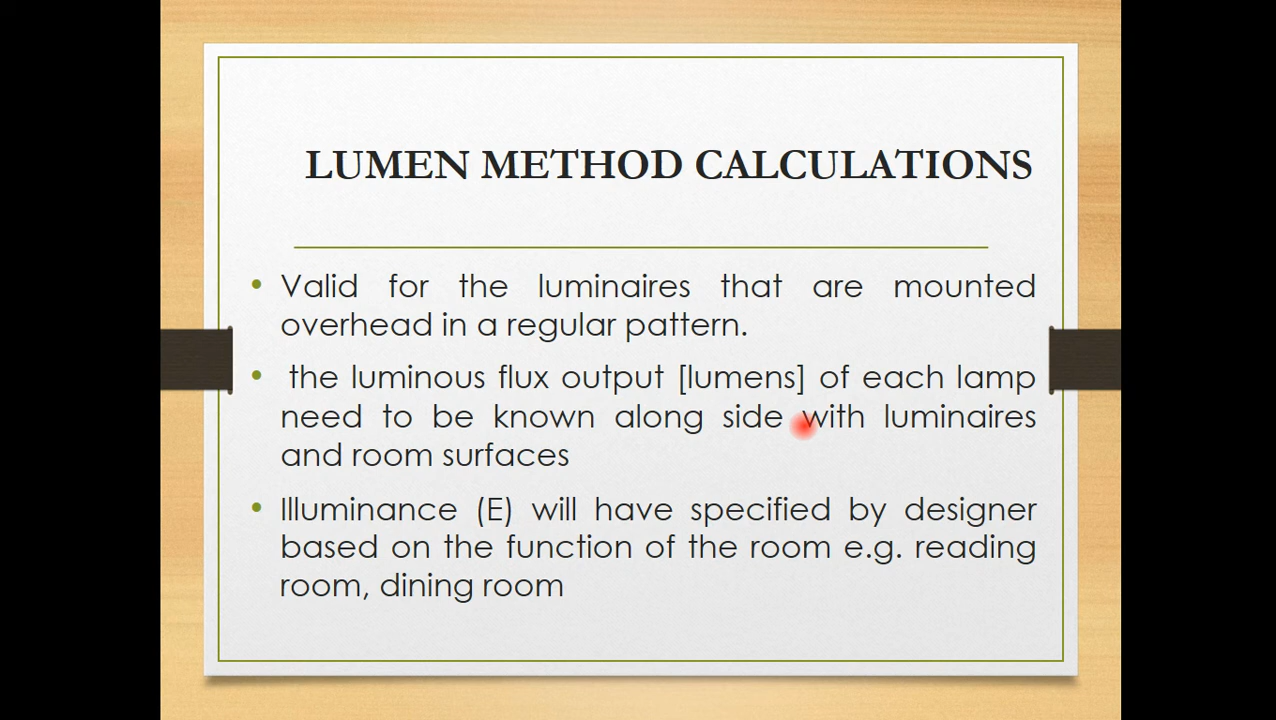 LUMEN METHOD CALCULATIONS
• Valid for the luminaires that are mounted
overhead in a regular pattern.
• the luminous flux output [lumens] of each lamp
need to be known along side with luminaires
and room surfaces
• Illuminance (E) will have specified by designer
based on the function of the room e.g. reading
room, dining room